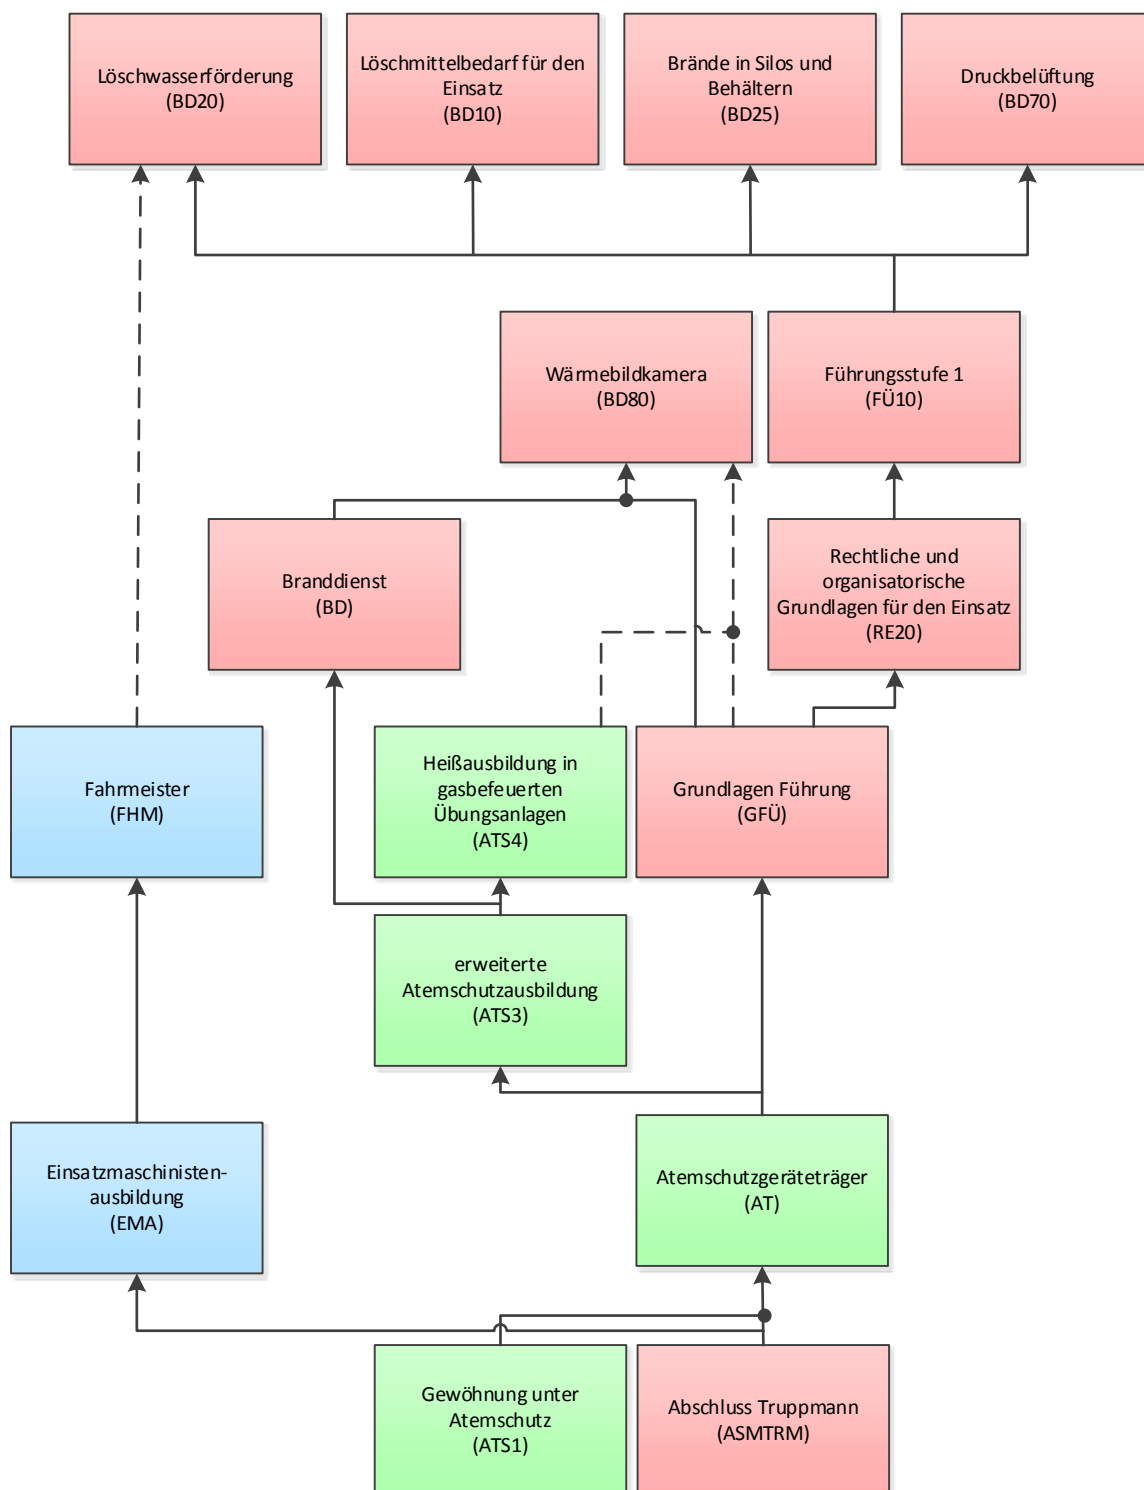 Löschwasserförderung
(BD20)
Löschmittelbedarf für den
Einsatz
(BD10)
Brände in Silos und
Behältern
(BD25)
Druckbelüftung
(BD70)
Wärmebildkamera
(BD80)
Führungsstufe 1
(FÜ10)
Branddienst
(BD)
Rechtliche und
organisatorische
Grundlagen für den Einsatz
(RE20)
Fahrmeister
(FHM)
Heißausbildung in
gasbefeuerten
Übungsanlagen
(ATS4)
Grundlagen Führung
(GFÜ)
erweiterte
Atemschutzausbildung
(ATS3)
Einsatzmaschinisten-
ausbildung
(EMA)
Atemschutzgeräteträger
(AT)
Gewöhnung unter
Atemschutz
(ATS1)
Abschluss Truppmann
(ASMTRM)